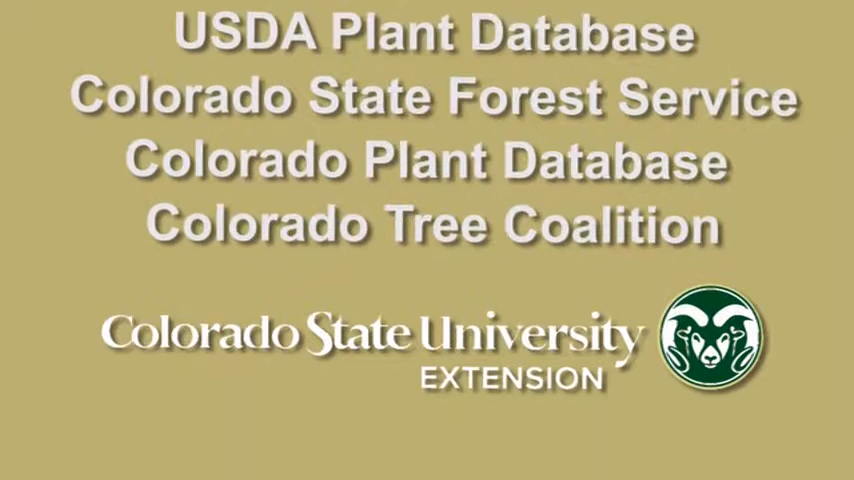 USDA Plant Database
Colorado State Forest Service
Colorado Plant Database
Colorado Tree Coalition
Colorado State University
EXTENSION